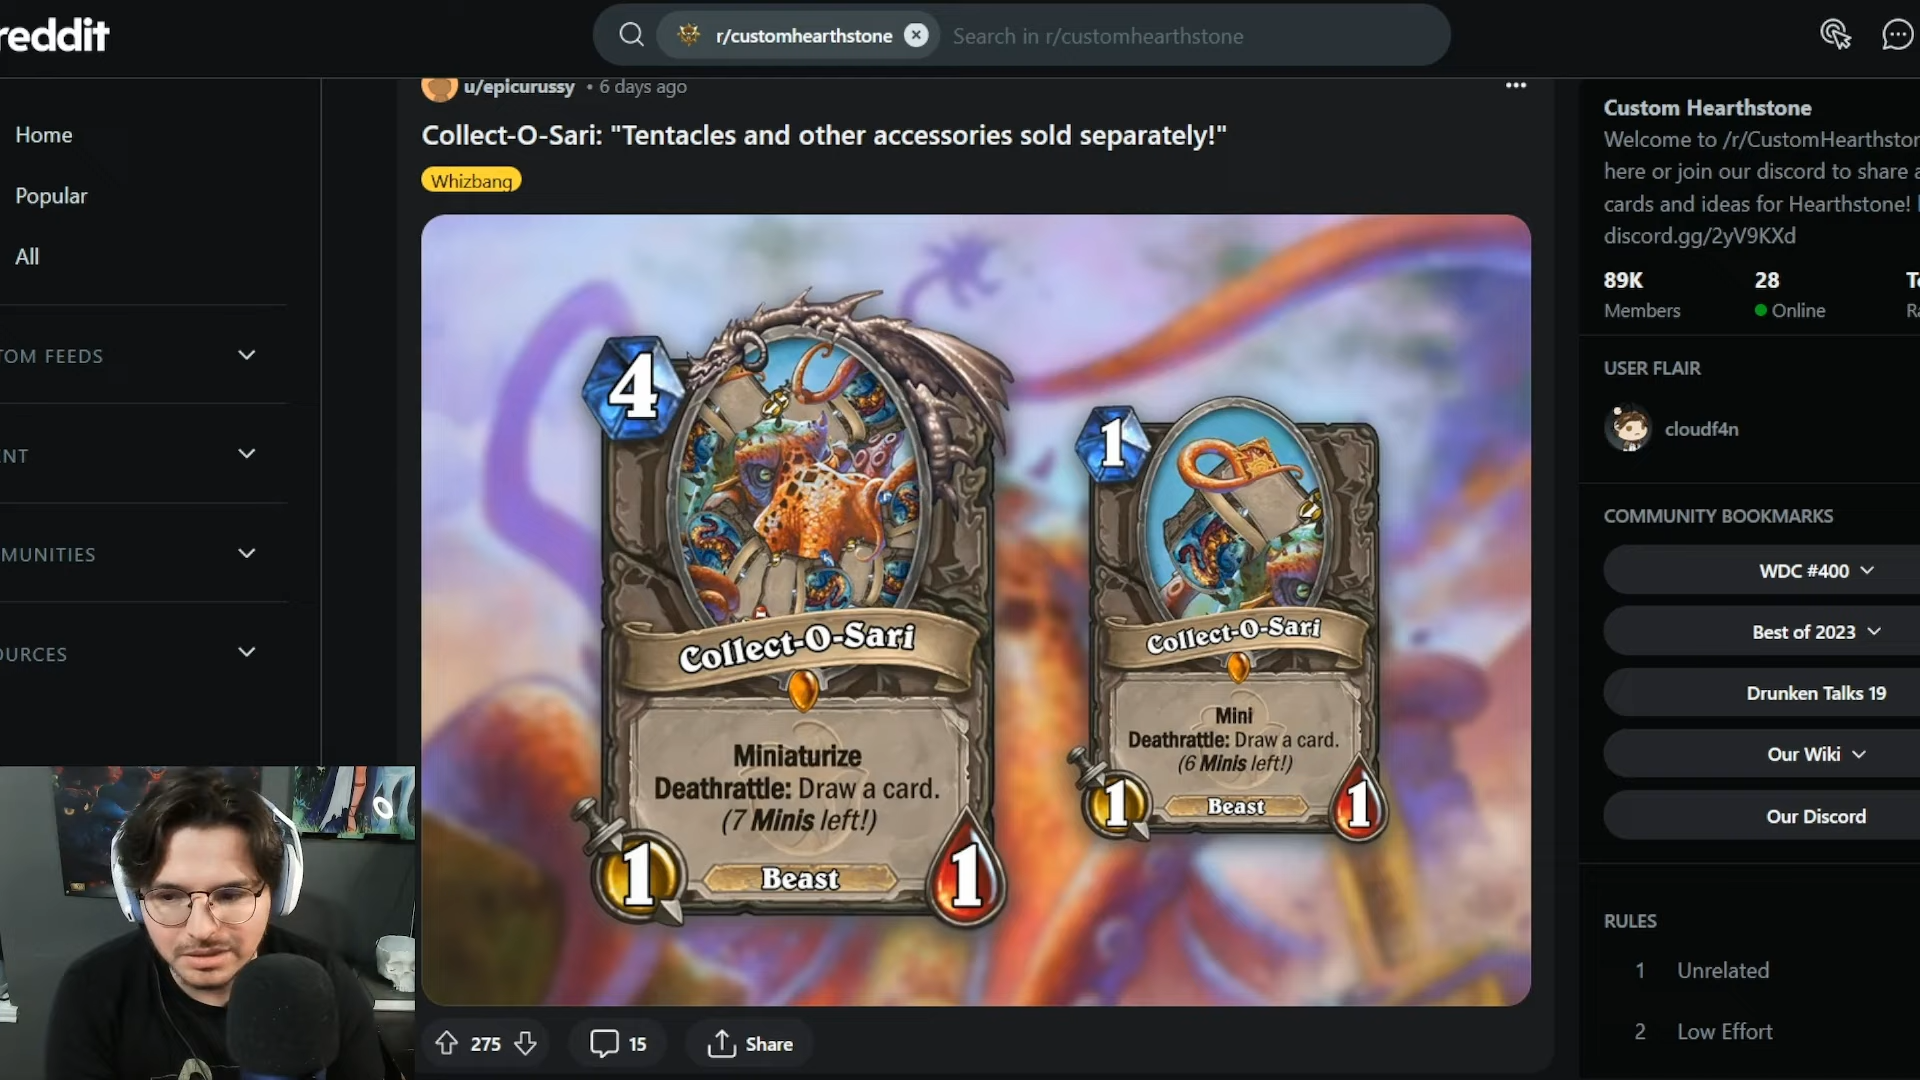 reddit
r/customhearthstone
Search in r/customhearthstone
Home
Popular
All
TOM FEEDS
NT
MUNITIES
OURCES
u/epicurussy • 6 days ago
Collect-O-Sari: "Tentacles and other accessories sold separately!"
Whizbang
4
Collect-O-Sari
Miniaturize
Deathrattle: Draw a card.
(7 Minis left!)
1
Beast
1
1
Collect-O-Sari
Mini
Deathrattle: Draw a card.
(6 Minis left!)
1
Beast
1
275
15
Share
Custom Hearthstone
Welcome to /r/CustomHearthstor
here or join our discord to share a
cards and ideas for Hearthstone!
discord.gg/2yV9KXd
89K
28
Members
Online
USER FLAIR
cloudf4n
COMMUNITY BOOKMARKS
WDC #400
Best of 2023
Drunken Talks 19
Our Wiki
Our Discord
RULES
1 Unrelated
2 Low Effort